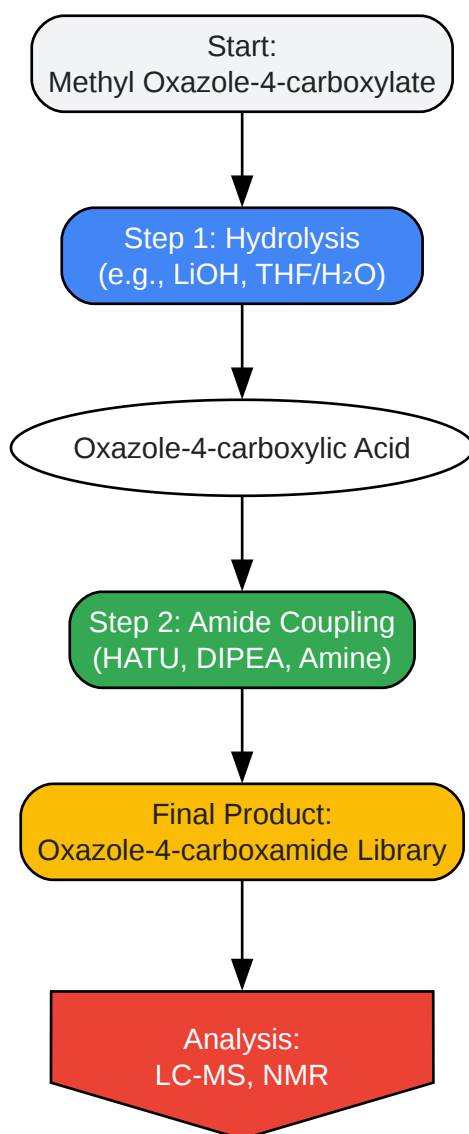 Start:
Methyl Oxazole-4-carboxylate
Step 1: Hydrolysis
(e.g., LiOH, THF/H₂O)
Oxazole-4-carboxylic Acid
Step 2: Amide Coupling
(HATU, DIPEA, Amine)
Final Product:
Oxazole-4-carboxamide Library
Analysis:
LC-MS, NMR